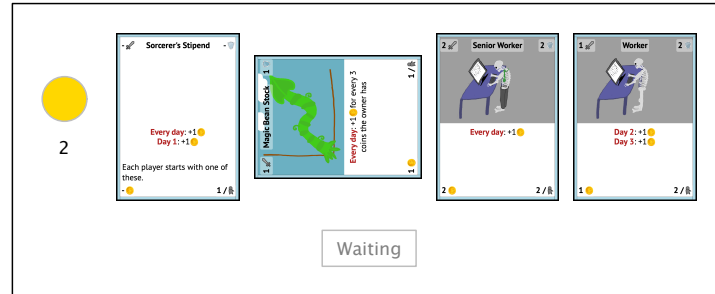 2
- Sorcerer's Stipend -
Every day: +1
Day 1: +1
Each player starts with one of
these.
- 1 /
1 Magic Bean Stock 1
Every day: +1 for every 3
coins the owner has
1 1 /
2 Senior Worker 2
Every day: +1
2 2 /
1 Worker 2
Day 2: +1
Day 3: +1
1 2 /
Waiting